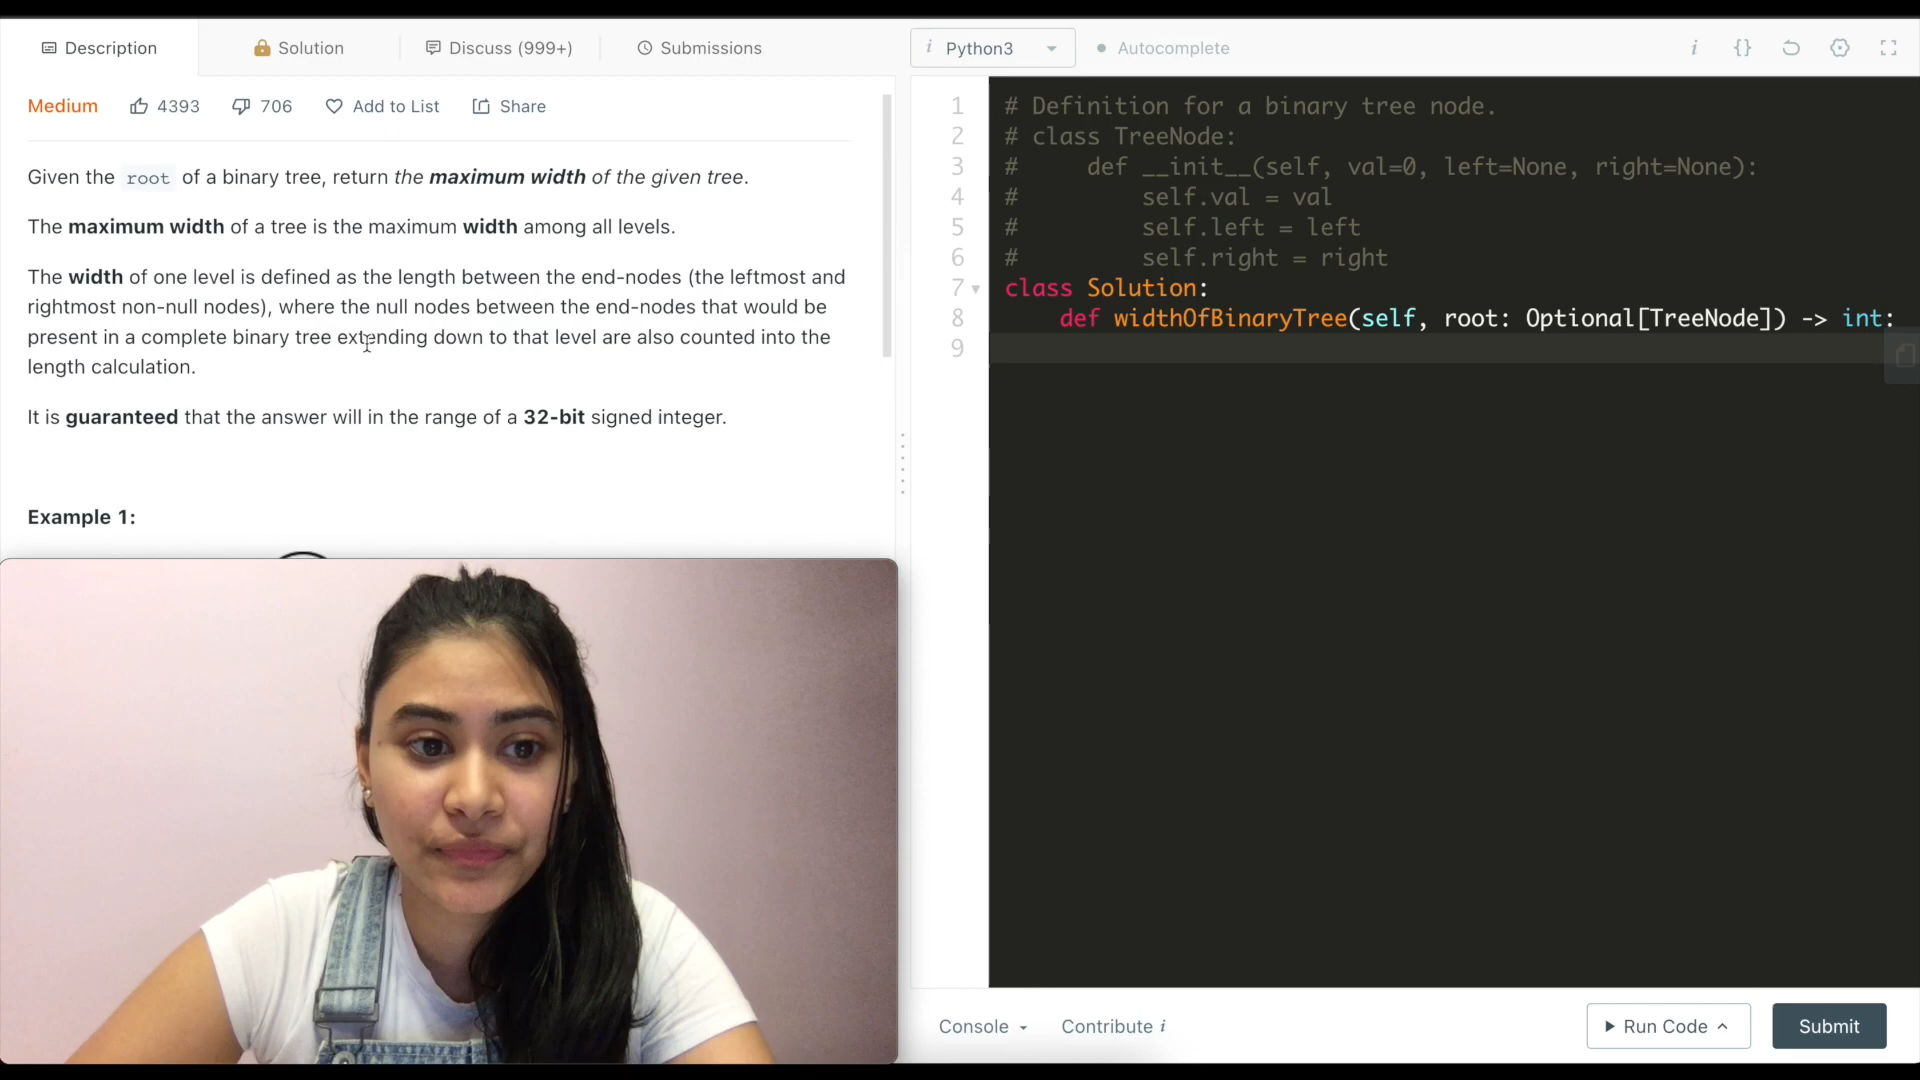 Description
Solution
Discuss (999+)
Submissions
i Python3
Autocomplete
i {}
Medium 4393 706 Add to List Share
Given the root of a binary tree, return the maximum width of the given tree.
The maximum width of a tree is the maximum width among all levels.
The width of one level is defined as the length between the end-nodes (the leftmost and
rightmost non-null nodes), where the null nodes between the end-nodes that would be
present in a complete binary tree extending down to that level are also counted into the
length calculation.
It is guaranteed that the answer will in the range of a 32-bit signed integer.
Example 1:
1 # Definition for a binary tree node.
2 # class TreeNode:
3 #     def __init__(self, val=0, left=None, right=None):
4 #         self.val = val
5 #         self.left = left
6 #         self.right = right
7 class Solution:
8     def widthOfBinaryTree(self, root: Optional[TreeNode]) -> int:
9
Console Contribute i
Run Code
Submit